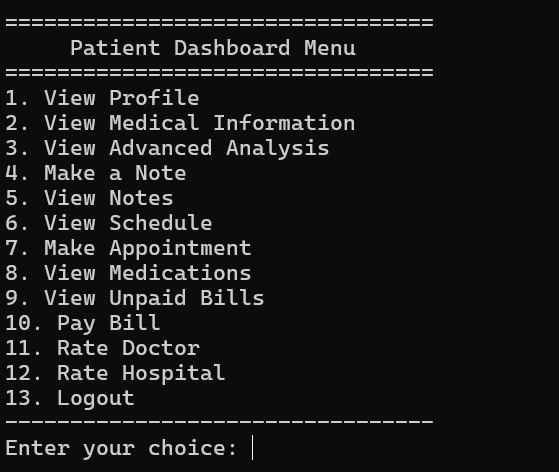 =================================
     Patient Dashboard Menu
=================================
1. View Profile
2. View Medical Information
3. View Advanced Analysis
4. Make a Note
5. View Notes
6. View Schedule
7. Make Appointment
8. View Medications
9. View Unpaid Bills
10. Pay Bill
11. Rate Doctor
12. Rate Hospital
13. Logout
---------------------------------
Enter your choice: